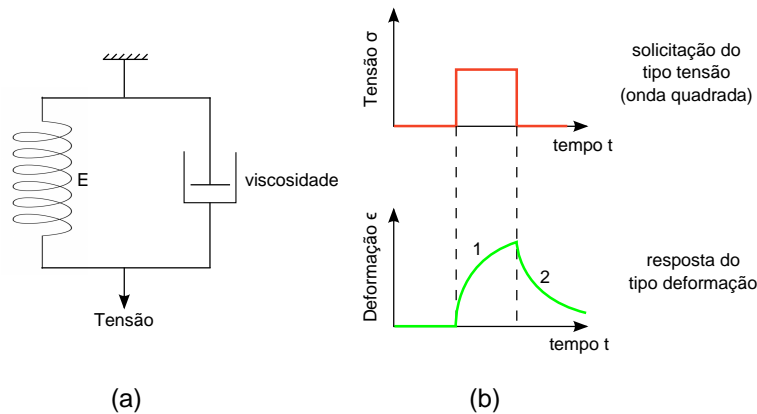 E
viscosidade
Tensão
(a)
Tensão σ
tempo t
solicitação do
tipo tensão
(onda quadrada)
Deformação ϵ
1
2
tempo t
resposta do
tipo deformação
(b)